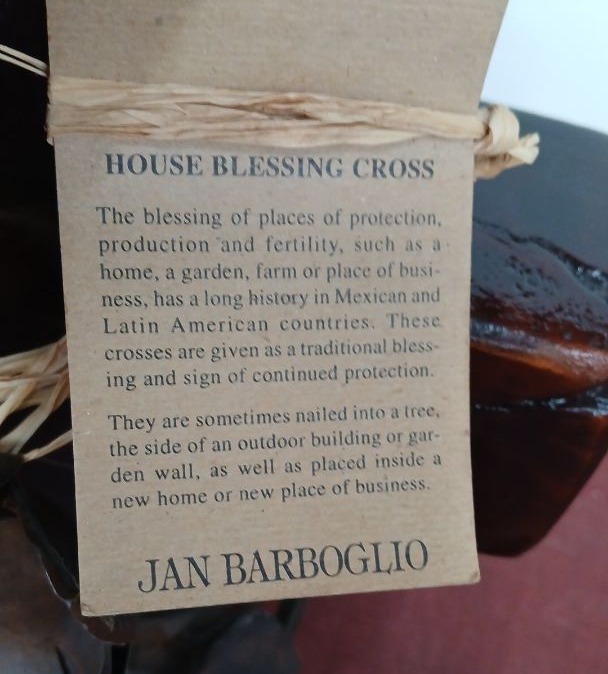 HOUSE BLESSING CROSS
The blessing of places of protection,
production and fertility, such as a
home, a garden, farm or place of busi-
ness, has a long history in Mexican and
Latin American countries. These
crosses are given as a traditional bless-
ing and sign of continued protection.
They are sometimes nailed into a tree,
the side of an outdoor building or gar-
den wall, as well as placed inside a
new home or new place of business.
JAN BARBOGLIO